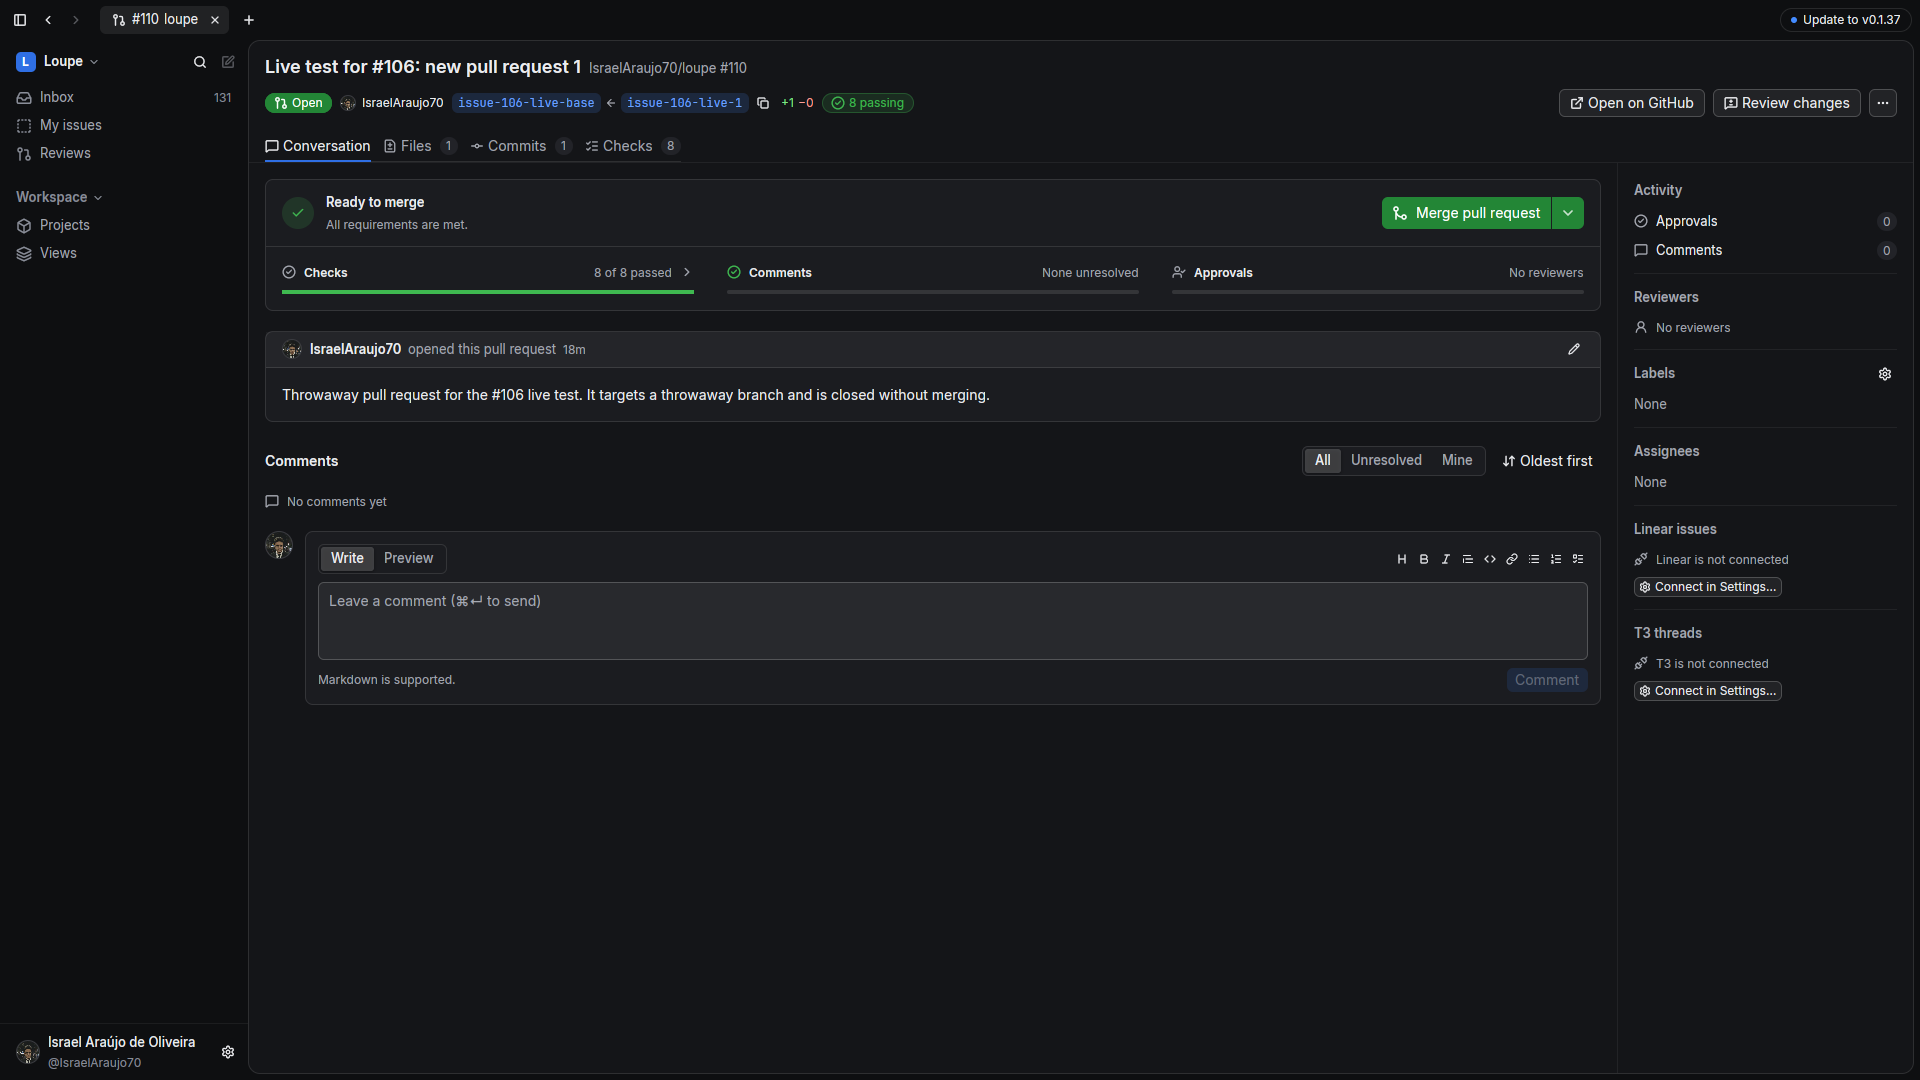 #110 loupe
Update to v0.1.37
L Loupe
Inbox 131
My issues
Reviews
Workspace
Projects
Views
Live test for #106: new pull request 1 IsraelAraujo70/loupe #110
Open IsraelAraujo70 issue-106-live-base ← issue-106-live-1 +1 −0 8 passing
Open on GitHub Review changes
Conversation Files 1 Commits 1 Checks 8
Ready to merge
All requirements are met.
Merge pull request
Checks 8 of 8 passed Comments None unresolved Approvals No reviewers
IsraelAraujo70 opened this pull request 18m
Throwaway pull request for the #106 live test. It targets a throwaway branch and is closed without merging.
Comments
All Unresolved Mine Oldest first
No comments yet
Write Preview
H B I
Leave a comment (⌘↵ to send)
Markdown is supported.
Comment
Activity
Approvals 0
Comments 0
Reviewers
No reviewers
Labels
None
Assignees
None
Linear issues
Linear is not connected
Connect in Settings...
T3 threads
T3 is not connected
Connect in Settings...
Israel Araújo de Oliveira
@IsraelAraujo70